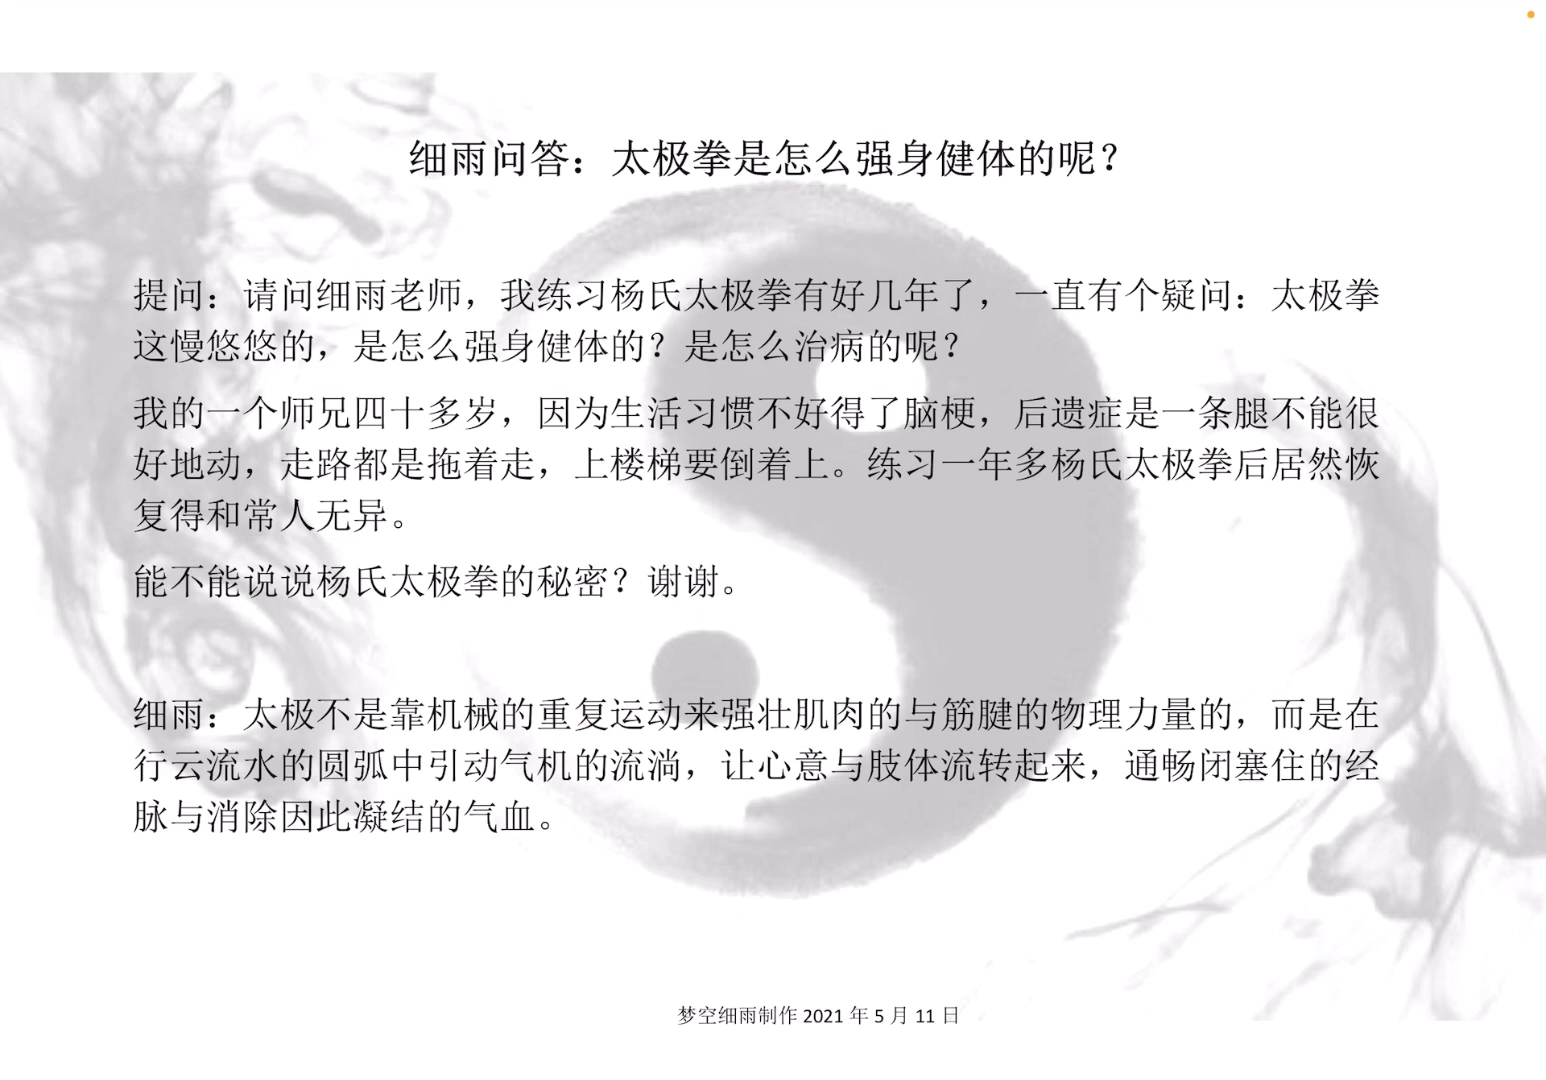 细雨问答：太极拳是怎么强身健体的呢？
提问：请问细雨老师，我练习杨氏太极拳有好几年了，一直有个疑问：太极拳
这慢悠悠的，是怎么强身健体的？是怎么治病的呢？
我的一个师兄四十多岁，因为生活习惯不好得了脑梗，后遗症是一条腿不能很
好地动，走路都是拖着走，上楼梯要倒着上。练习一年多杨氏太极拳后居然恢
复得和常人无异。
能不能说说杨氏太极拳的秘密？谢谢。
细雨：太极不是靠机械的重复运动来强壮肌肉的与筋腱的物理力量的，而是在
行云流水的圆弧中引动气机的流淌，让心意与肢体流转起来，通畅闭塞住的经
脉与消除因此凝结的气血。
梦空细雨制作 2021 年 5 月 11 日